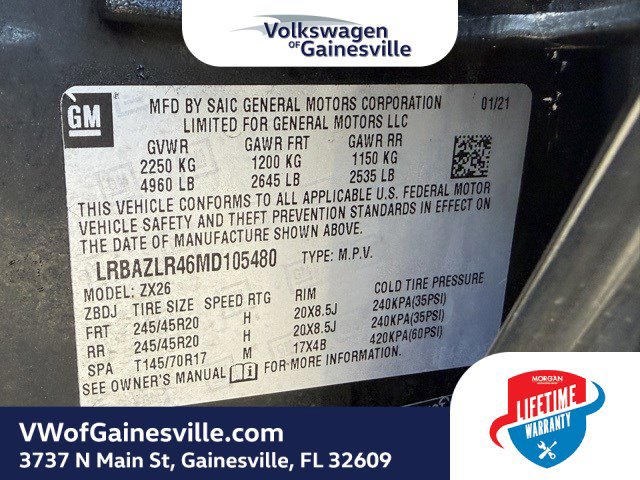 Volkswagen
OF Gainesville
GM
MFD BY SAIC GENERAL MOTORS CORPORATION 01/21
LIMITED FOR GENERAL MOTORS LLC
GVWR GAWR FRT GAWR RR
2250 KG 1200 KG 1150 KG
4960 LB 2645 LB 2535 LB
THIS VEHICLE CONFORMS TO ALL APPLICABLE U.S. FEDERAL MOTOR
VEHICLE SAFETY AND THEFT PREVENTION STANDARDS IN EFFECT ON
THE DATE OF MANUFACTURE SHOWN ABOVE.
LRBAZLR46MD105480 TYPE: M.P.V.
MODEL: ZX26
ZBDJ TIRE SIZE SPEED RTG RIM COLD TIRE PRESSURE
FRT 245/45R20 H 20X8.5J 240KPA(35PSI)
RR 245/45R20 H 20X8.5J 240KPA(35PSI)
SPA T145/70R17 M 17X4B 420KPA(60PSI)
SEE OWNER'S MANUAL FOR MORE INFORMATION.
MORGAN
LIFETIME
WARRANTY
VWofGainesville.com
3737 N Main St, Gainesville, FL 32609